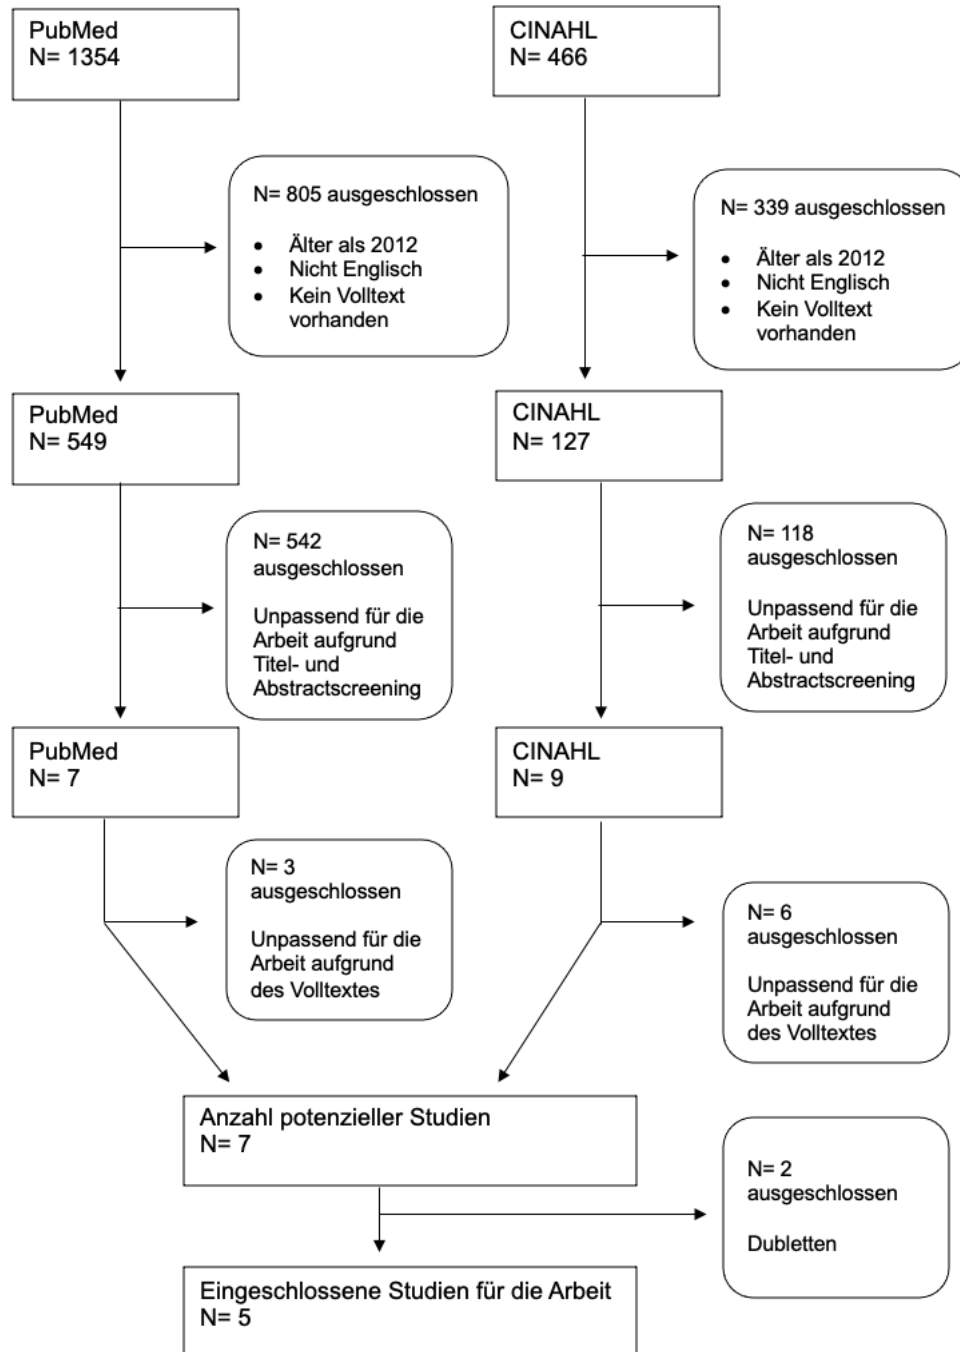 PubMed
N= 1354
CINAHL
N= 466
N= 805 ausgeschlossen
• Älter als 2012
• Nicht Englisch
• Kein Volltext
vorhanden
N= 339 ausgeschlossen
• Älter als 2012
• Nicht Englisch
• Kein Volltext
vorhanden
PubMed
N= 549
CINAHL
N= 127
N= 542
ausgeschlossen
Unpassend für die
Arbeit aufgrund
Titel- und
Abstractscreening
N= 118
ausgeschlossen
Unpassend für die
Arbeit aufgrund
Titel- und
Abstractscreening
PubMed
N= 7
CINAHL
N= 9
N= 3
ausgeschlossen
Unpassend für die
Arbeit aufgrund
des Volltextes
N= 6
ausgeschlossen
Unpassend für die
Arbeit aufgrund
des Volltextes
Anzahl potenzieller Studien
N= 7
N= 2
ausgeschlossen
Dubletten
Eingeschlossene Studien für die Arbeit
N= 5